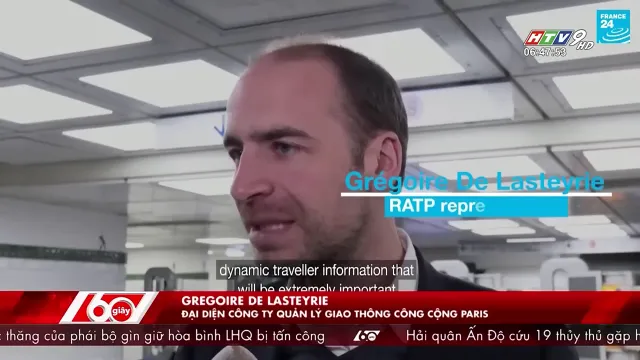 FRANCE
24
HTV9HD
06:47:53
Grégoire De Lasteyrie
RATP repre
dynamic traveller information that
will be extremely important
60 giây
GREGOIRE DE LASTEYRIE
ĐẠI DIỆN CÔNG TY QUẢN LÝ GIAO THÔNG CÔNG CỘNG PARIS
thăng của phái bộ gìn giữ hòa bình LHQ bị tấn công 60 Hải quân Ấn Độ cứu 19 thủy thủ gặp